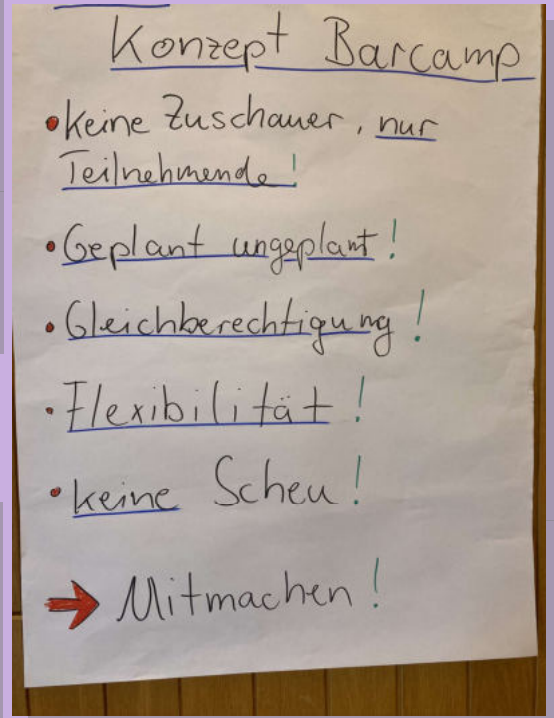 Konzept Barcamp
• keine Zuschauer, nur
Teilnehmende!
• Geplant ungeplant!
• Gleichberechtigung!
• Flexibilität!
• keine Scheu!
→ Mitmachen!